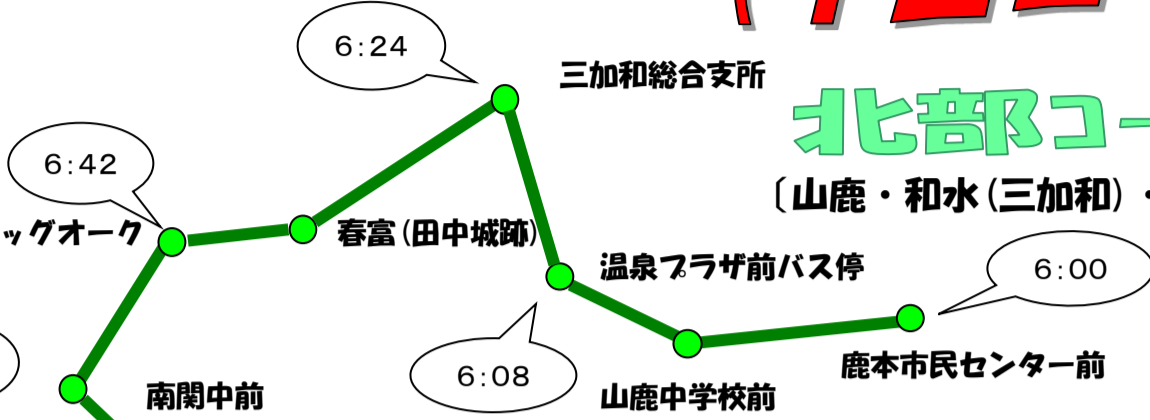 6:24
三加和総合支所
北部コー
〔山鹿・和水(三加和)・
6:42
ッグオーク
春富(田中城跡)
温泉プラザ前バス停
6:00
6:08
鹿本市民センター前
南関中前
山鹿中学校前